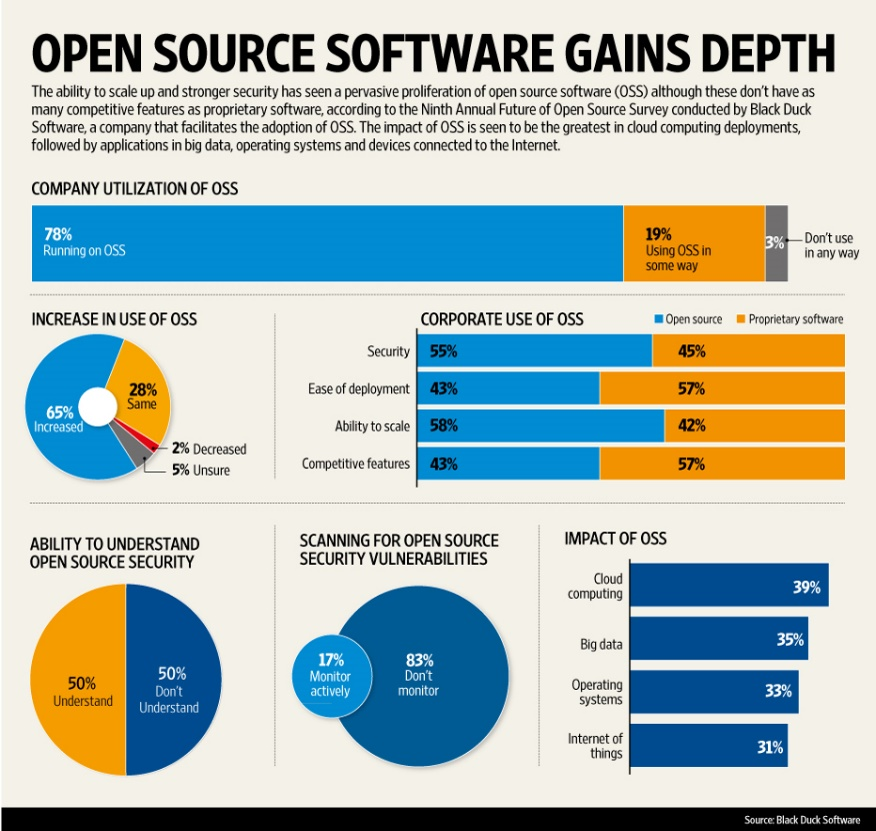 OPEN SOURCE SOFTWARE GAINS DEPTH
The ability to scale up and stronger security has seen a pervasive proliferation of open source software (OSS) although these don't have as
many competitive features as proprietary software, according to the Ninth Annual Future of Open Source Survey conducted by Black Duck
Software, a company that facilitates the adoption of OSS. The impact of OSS is seen to be the greatest in cloud computing deployments,
followed by applications in big data, operating systems and devices connected to the Internet.
COMPANY UTILIZATION OF OSS
78%
Running on OSS
19%
Using OSS in
some way
3%
Don't use
in any way
INCREASE IN USE OF OSS
65%
Increased
28%
Same
2% Decreased
5% Unsure
CORPORATE USE OF OSS
Open source
Proprietary software
Security
55%
45%
Ease of deployment
43%
57%
Ability to scale
58%
42%
Competitive features
43%
57%
ABILITY TO UNDERSTAND
OPEN SOURCE SECURITY
50%
Understand
50%
Don't
Understand
SCANNING FOR OPEN SOURCE
SECURITY VULNERABILITIES
17%
Monitor
actively
83%
Don't
monitor
IMPACT OF OSS
Cloud
computing
39%
Big data
35%
Operating
systems
33%
Internet of
things
31%
Source: Black Duck Software